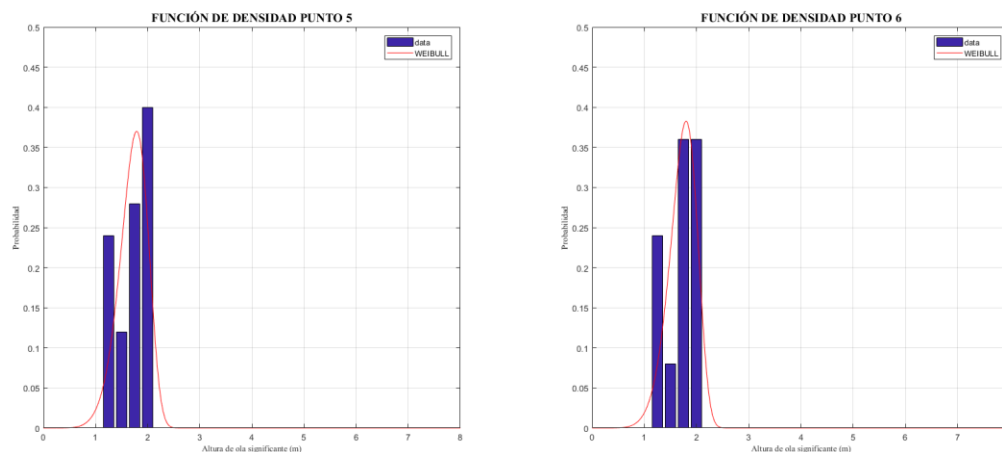 FUNCIÓN DE DENSIDAD PUNTO 5
0.5
0.45
0.4
0.35
0.3
0.25
0.2
0.15
0.1
0.05
0
Probabilidad
data
WEIBULL
0 1 2 3 4 5 6 7 8
Altura de ola significante (m)
FUNCIÓN DE DENSIDAD PUNTO 6
0.5
0.45
0.4
0.35
0.3
0.25
0.2
0.15
0.1
0.05
0
Probabilidad
data
WEIBULL
0 1 2 3 4 5 6 7
Altura de ola significante (m)